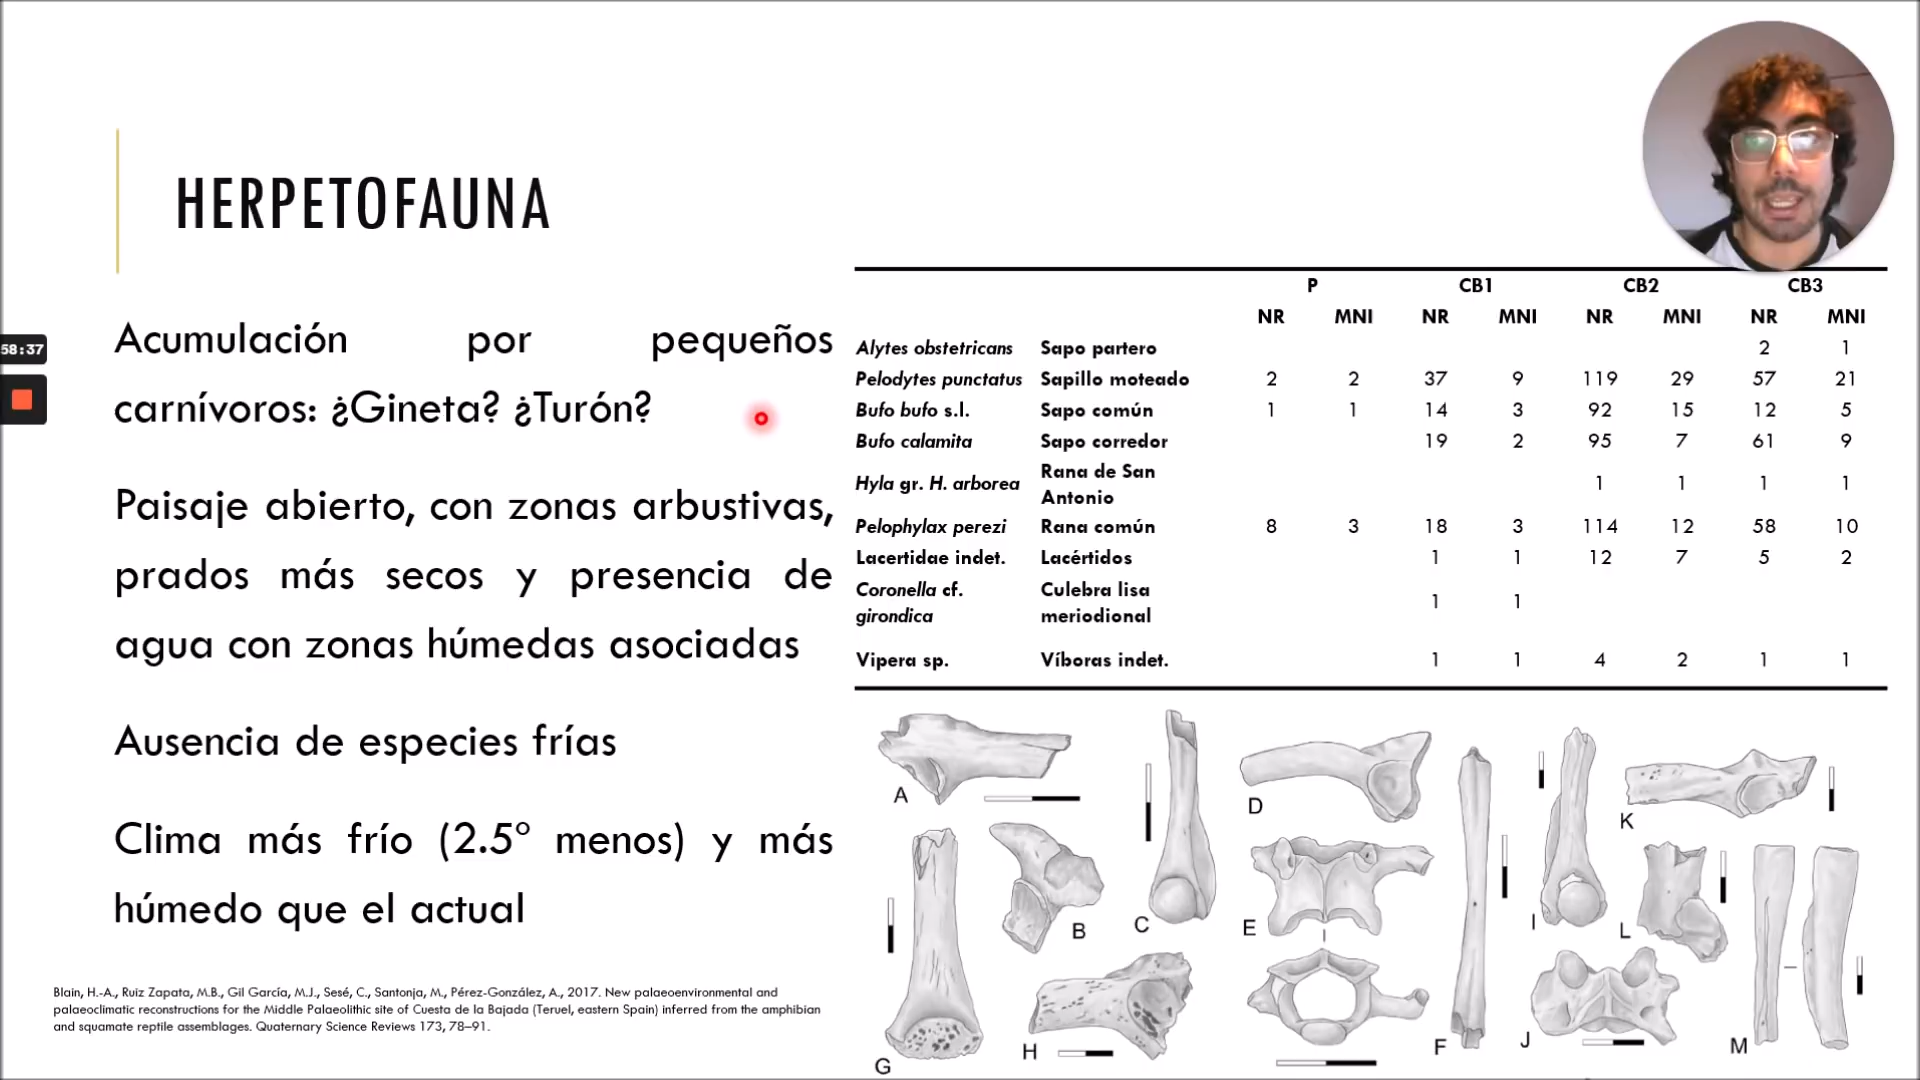 HERPETOFAUNA
58:37
Acumulación por pequeños
carnívoros: ¿Gineta? ¿Turón?
Paisaje abierto, con zonas arbustivas,
prados más secos y presencia de
agua con zonas húmedas asociadas
Ausencia de especies frías
Clima más frío (2.5º menos) y más
húmedo que el actual
Blain, H.-A., Ruiz Zapata, M.B., Gil García, M.J., Sesé, C., Santonja, M., Pérez-González, A., 2017. New palaeoenvironmental and
palaeoclimatic reconstructions for the Middle Palaeolithic site of Cuesta de la Bajada (Teruel, eastern Spain) inferred from the amphibian
and squamate reptile assemblages. Quaternary Science Reviews 173, 78–91.
P CB1 CB2 CB3
NR MNI NR MNI NR MNI NR MNI
Alytes obstetricans Sapo partero 2 1
Pelodytes punctatus Sapillo moteado 2 2 37 9 119 29 57 21
Bufo bufo s.l. Sapo común 1 1 14 3 92 15 12 5
Bufo calamita Sapo corredor 19 2 95 7 61 9
Hyla gr. H. arborea Rana de San
Antonio 1 1 1 1
Pelophylax perezi Rana común 8 3 18 3 114 12 58 10
Lacertidae indet. Lacértidos 1 1 12 7 5 2
Coronella cf. Culebra lisa
girondica meriodional 1 1
Vipera sp. Víboras indet. 1 1 4 2 1 1
A
B
C
D
E
F
G
H
I
J
K
L
M